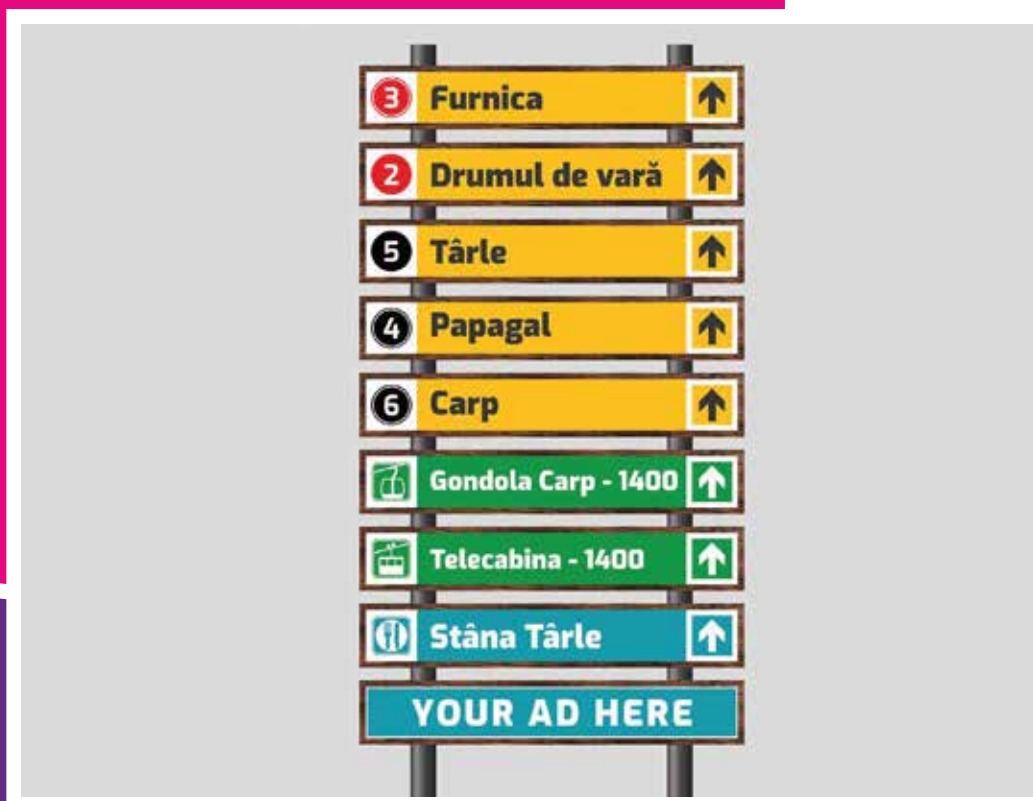 3 Furnica
2 Drumul de vară
5 Târle
4 Papagal
6 Carp
Gondola Carp - 1400
Telecabina - 1400
Stâna Târle
YOUR AD HERE